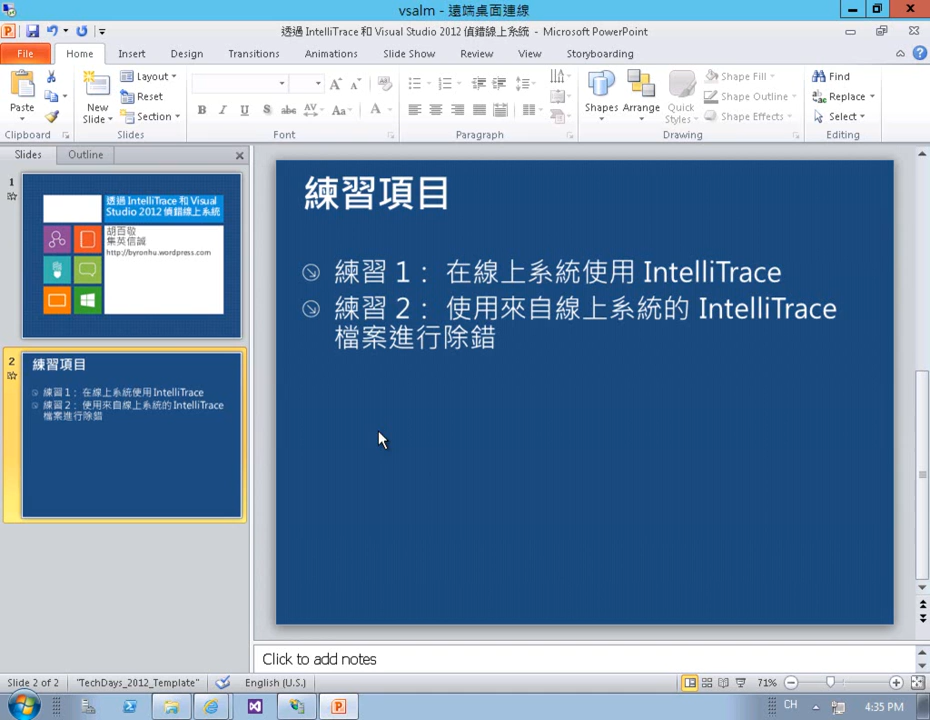 vsalm - 遠端桌面連線
透過 IntelliTrace 和 Visual Studio 2012 偵錯線上系統 - Microsoft PowerPoint
File Home Insert Design Transitions Animations Slide Show Review View Storyboarding
Paste
New Slide
Layout
Reset
Section
B I U S abc AV Aa A
Shapes Arrange Quick Styles
Shape Fill
Shape Outline
Shape Effects
Find
Replace
Select
Clipboard Slides Font Paragraph Drawing Editing
Slides Outline
1
透過 IntelliTrace 和 Visual
Studio 2012 偵錯線上系統
胡百敬
集英信誠
http://byronhu.wordpress.com
2
練習項目
練習 1： 在線上系統使用 IntelliTrace
練習 2： 使用來自線上系統的 IntelliTrace
檔案進行除錯
練習項目
練習 1： 在線上系統使用 IntelliTrace
練習 2： 使用來自線上系統的 IntelliTrace
檔案進行除錯
Click to add notes
Slide 2 of 2 "TechDays_2012_Template" English (U.S.) 71%
CH 4:35 PM